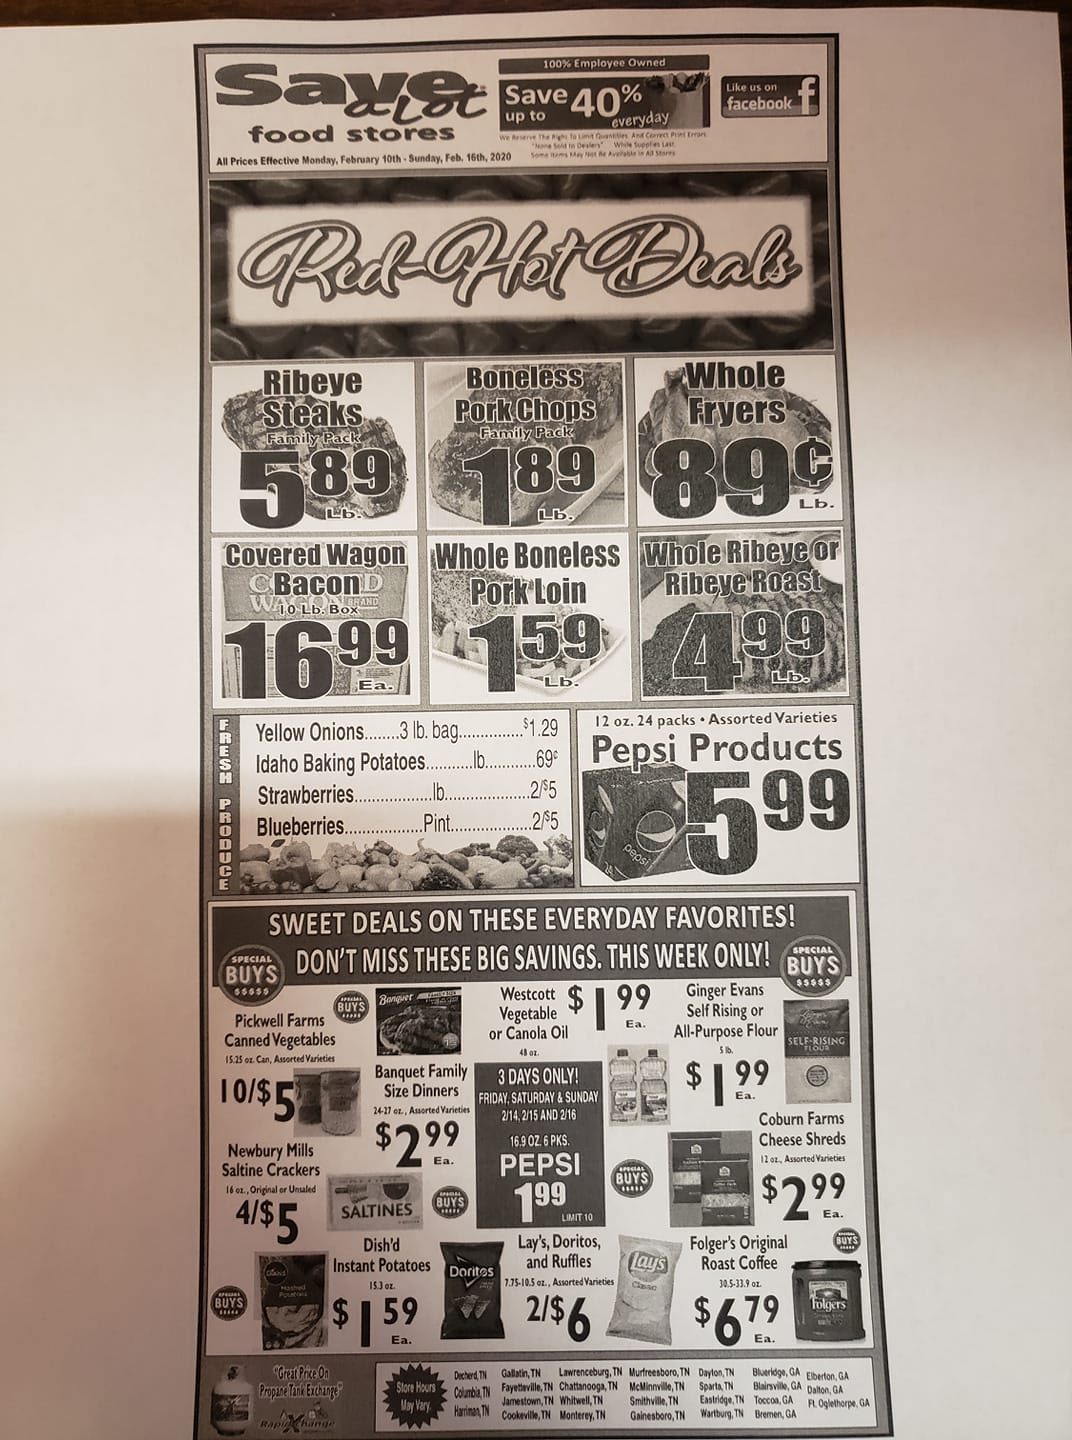 Save a Lot
food stores
100% Employee Owned
Save up to 40% everyday
Like us on
facebook f
We Reserve The Right To Limit Quantities And Correct Print Errors
"None Sold to Dealers" While Supplies Last.
Some Items May Not Be Available in All Stores
All Prices Effective Monday, February 10th - Sunday, Feb. 16th, 2020
Red-Hot Deals
Ribeye
Steaks
Family Pack
5 89
Lb.
Boneless
Pork Chops
Family Pack
1 89
Lb.
Whole
Fryers
89¢
Lb.
Covered Wagon
Bacon
10 Lb. Box
16 99
Ea.
Whole Boneless
Pork Loin
1 59
Lb.
Whole Ribeye or
Ribeye Roast
4 99
Lb.
FRESH PRODUCE
Yellow Onions........3 lb. bag...............$1.29
Idaho Baking Potatoes...........lb............69¢
Strawberries..................lb....................2/$5
Blueberries..................Pint...................2/$5
12 oz. 24 packs • Assorted Varieties
Pepsi Products
5 99
pepsi
SWEET DEALS ON THESE EVERYDAY FAVORITES!
DON'T MISS THESE BIG SAVINGS. THIS WEEK ONLY!
SPECIAL
BUYS
$$$$$
SPECIAL
BUYS
$$$$$
Pickwell Farms
Canned Vegetables
15.25 oz. Can, Assorted Varieties
10/$5
SPECIAL
BUYS
Banquet
Banquet Family
Size Dinners
24-27 oz., Assorted Varieties
$2 99
Ea.
Westcott
Vegetable
or Canola Oil
48 oz.
$1 99
Ea.
Ginger Evans
Self Rising or
All-Purpose Flour
5 lb.
$1 99
Ea.
SELF-RISING
FLOUR
Newbury Mills
Saltine Crackers
16 oz., Original or Unsaled
4/$5
SALTINES
SPECIAL
BUYS
3 DAYS ONLY!
FRIDAY, SATURDAY & SUNDAY
2/14, 2/15 AND 2/16
16.9 OZ. 6 PKS.
PEPSI
1 99
LIMIT 10
SPECIAL
BUYS
Coburn Farms
Cheese Shreds
12 oz., Assorted Varieties
$2 99
Ea.
SPECIAL
BUYS
Dish'd
Instant Potatoes
15.3 oz.
$1 59
Ea.
Mashed
Potatoes
Doritos
Lay's, Doritos,
and Ruffles
7.75-10.5 oz., Assorted Varieties
2/$6
Lay's
Classic
Folger's Original
Roast Coffee
30.5-33.9 oz.
$6 79
Ea.
SPECIAL
BUYS
Folgers
"Great Price On
Propane Tank Exchange"
Rapid Xchange
Store Hours
May Vary.
Decherd, TN Gallatin, TN Lawrenceburg, TN Murfreesboro, TN Dayton, TN Blueridge, GA Elberton, GA
Columbia, TN Fayetteville, TN Chattanooga, TN McMinnville, TN Sparta, TN Blairsville, GA Dalton, GA
Harriman, TN Jamestown, TN Whitwell, TN Smithville, TN Eastridge, TN Toccoa, GA Ft. Oglethorpe, GA
Cookeville, TN Monterey, TN Gainesboro, TN Wartburg, TN Bremen, GA